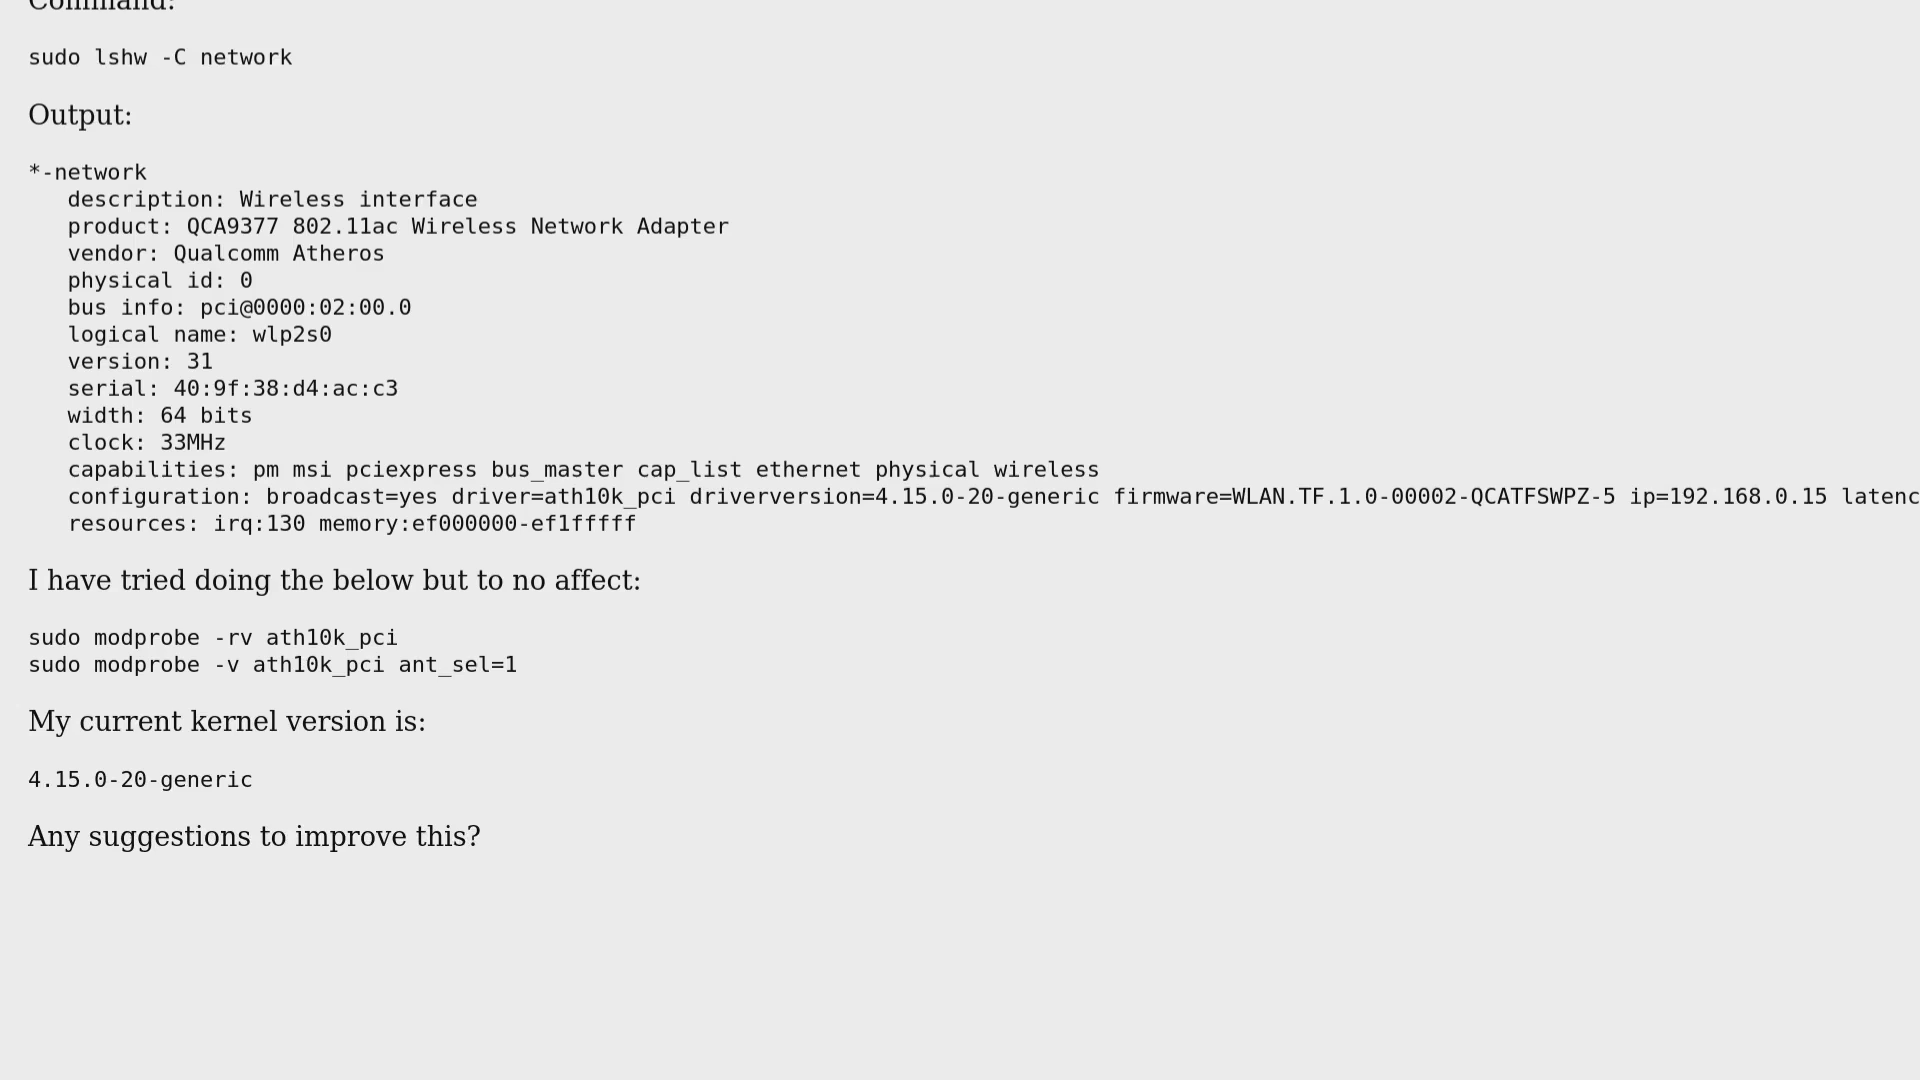 Command:
sudo lshw -C network
Output:
*-network
   description: Wireless interface
   product: QCA9377 802.11ac Wireless Network Adapter
   vendor: Qualcomm Atheros
   physical id: 0
   bus info: pci@0000:02:00.0
   logical name: wlp2s0
   version: 31
   serial: 40:9f:38:d4:ac:c3
   width: 64 bits
   clock: 33MHz
   capabilities: pm msi pciexpress bus_master cap_list ethernet physical wireless
   configuration: broadcast=yes driver=ath10k_pci driverversion=4.15.0-20-generic firmware=WLAN.TF.1.0-00002-QCATFSWPZ-5 ip=192.168.0.15 latenc
   resources: irq:130 memory:ef000000-ef1fffff
I have tried doing the below but to no affect:
sudo modprobe -rv ath10k_pci
sudo modprobe -v ath10k_pci ant_sel=1
My current kernel version is:
4.15.0-20-generic
Any suggestions to improve this?